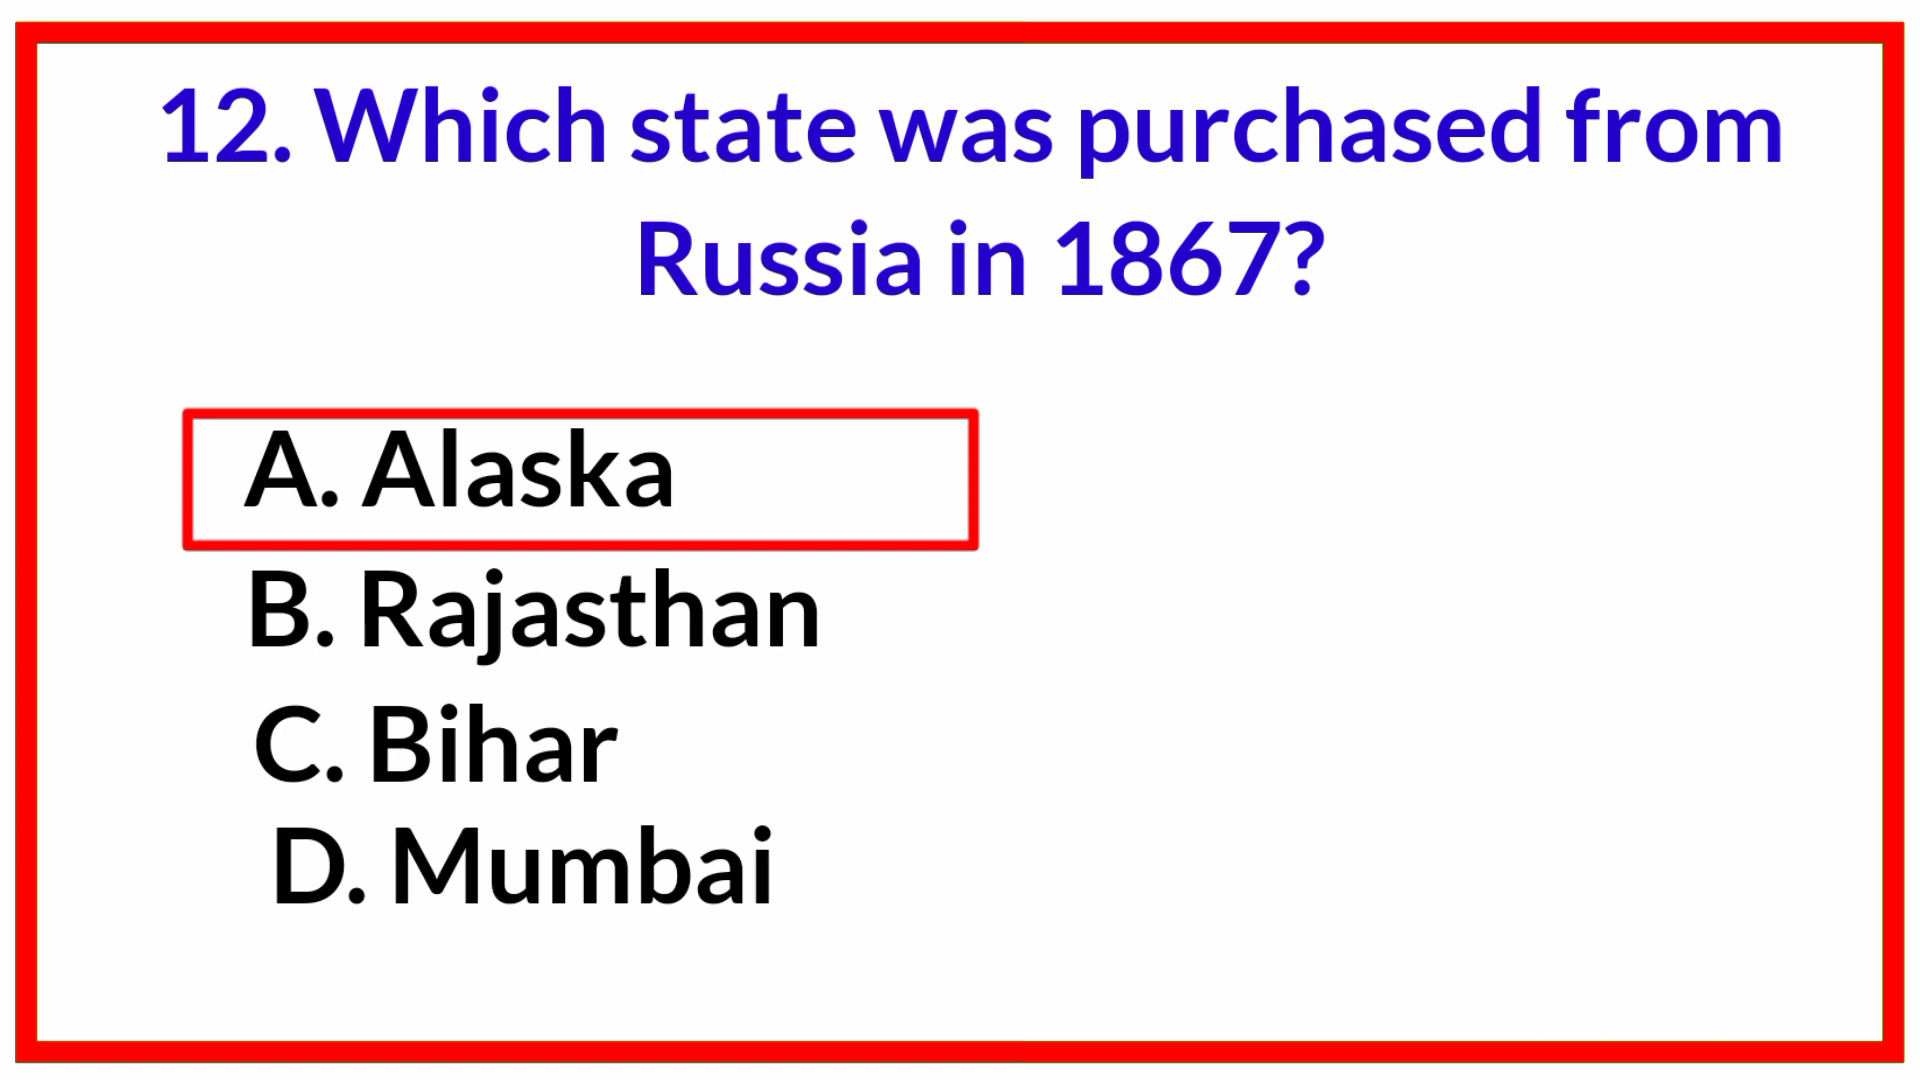 12. Which state was purchased from
Russia in 1867?
A. Alaska
B. Rajasthan
C. Bihar
D. Mumbai